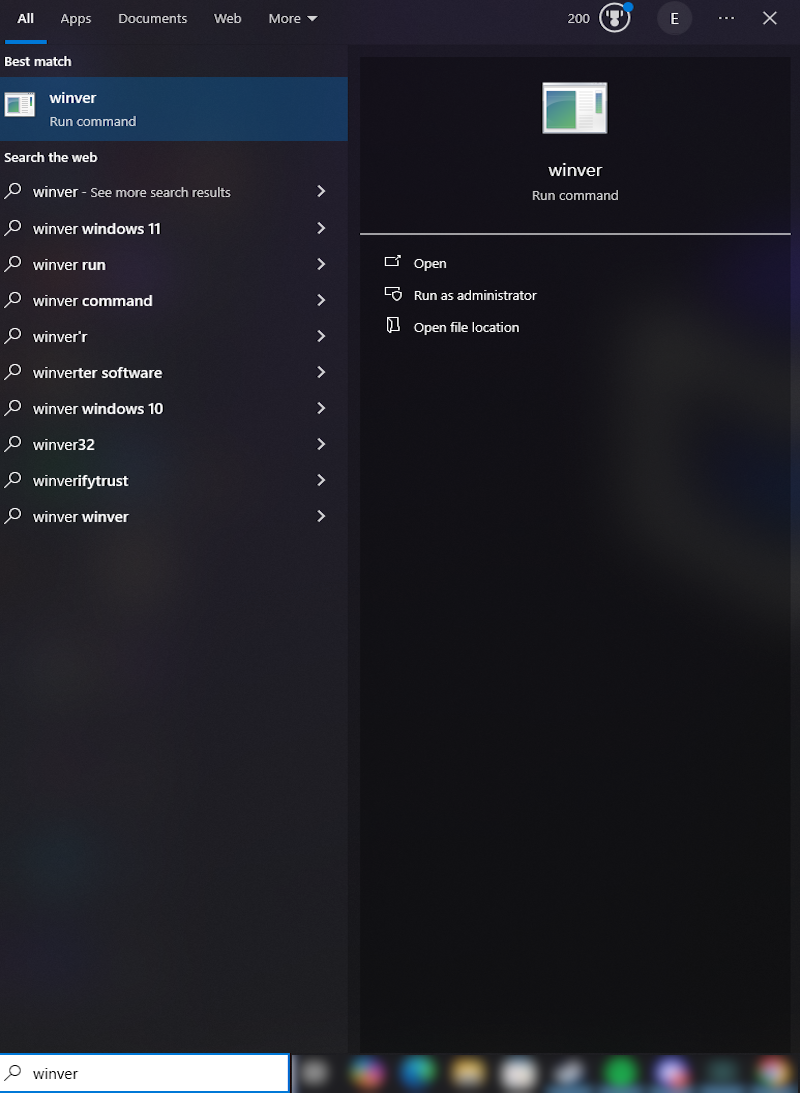 All Apps Documents Web More 200 E
Best match
winver
Run command
Search the web
winver - See more search results
winver windows 11
winver run
winver command
winver'r
winverter software
winver windows 10
winver32
winverifytrust
winver winver
winver
Run command
Open
Run as administrator
Open file location
winver